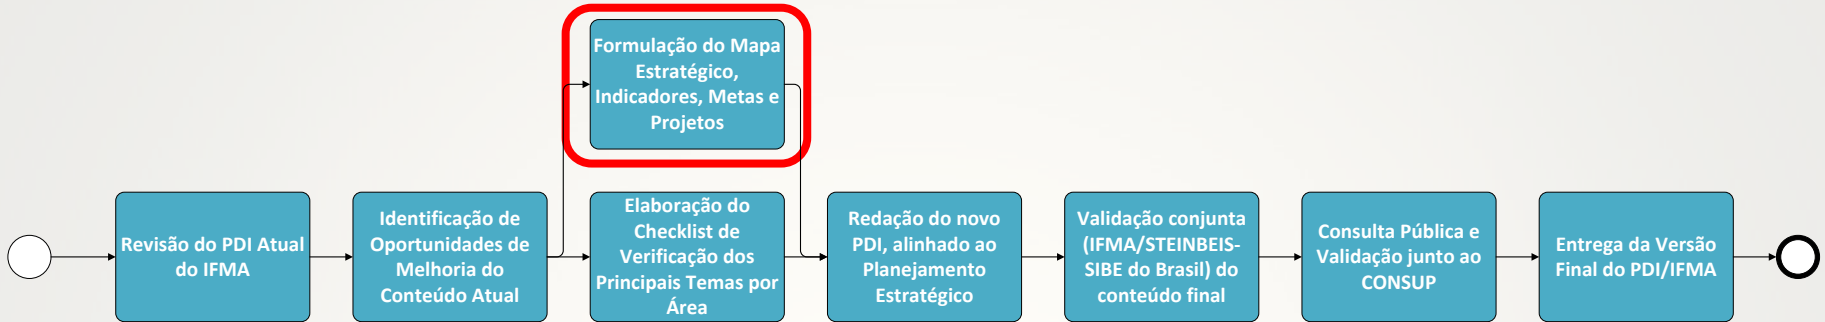 Formulação do Mapa
Estratégico,
Indicadores, Metas e
Projetos
Revisão do PDI Atual
do IFMA
Identificação de
Oportunidades de
Melhoria do
Conteúdo Atual
Elaboração do
Checklist de
Verificação dos
Principais Temas por
Área
Redação do novo
PDI, alinhado ao
Planejamento
Estratégico
Validação conjunta
(IFMA/STEINBEIS-
SIBE do Brasil) do
conteúdo final
Consulta Pública e
Validação junto ao
CONSUP
Entrega da Versão
Final do PDI/IFMA